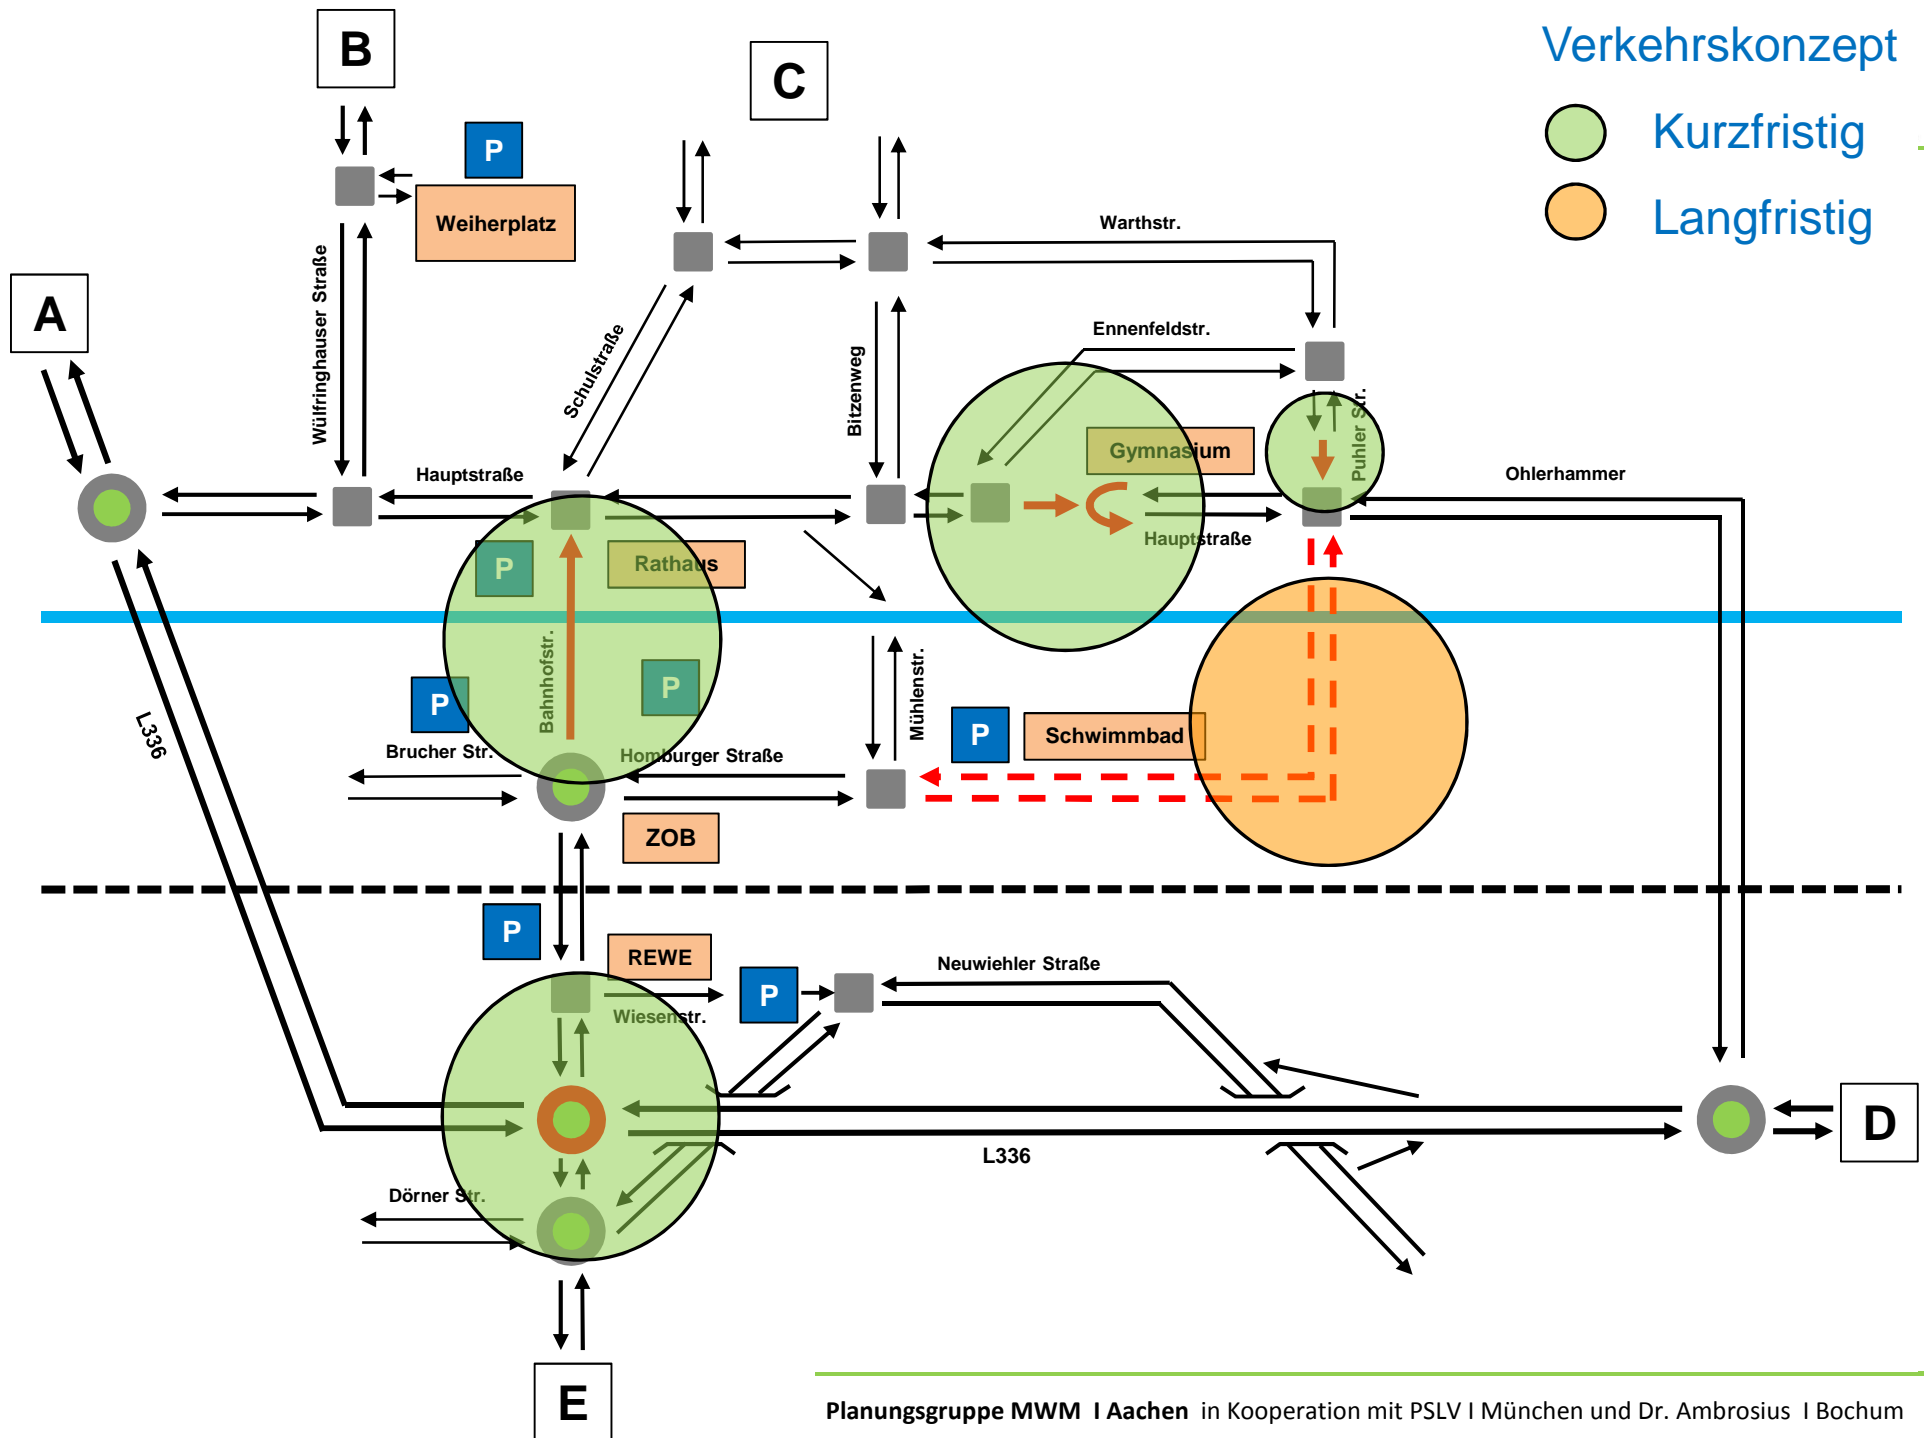 Verkehrskonzept
Kurzfristig
Langfristig
B
C
P
Weiherplatz
Warthstr.
A
Wülfringhauser Straße
Schulstraße
Bitzenweg
Ennenfeldstr.
Puhler Str.
Gymnasium
Hauptstraße
Ohlerhammer
Hauptstraße
P
Rathaus
Bahnhofstr.
P
P
Mühlenstr.
P
Schwimmbad
L336
Brucher Str.
Homburger Straße
ZOB
P
REWE
P
Neuwiehler Straße
Wiesenstr.
D
L336
Dörner Str.
E
Planungsgruppe MWM I Aachen in Kooperation mit PSLV I München und Dr. Ambrosius I Bochum